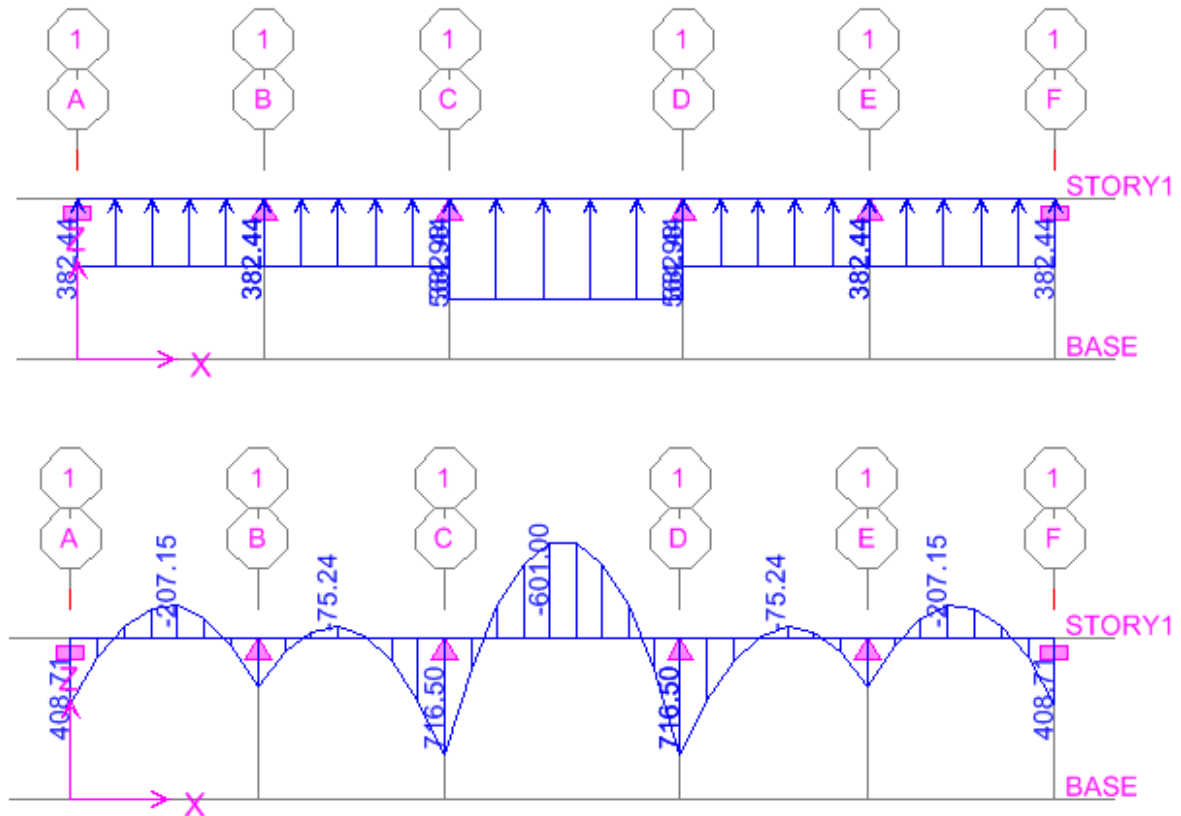 1 1 1 1 1 1
A B C D E F
STORY1
382.44 382.44 382.44 382.44
BASE
X
1 1 1 1 1 1
A B C D E F
-207.15 -75.24 -601.00 -75.24 -207.15
STORY1
408.71 716.50 716.50 408.71
BASE
X